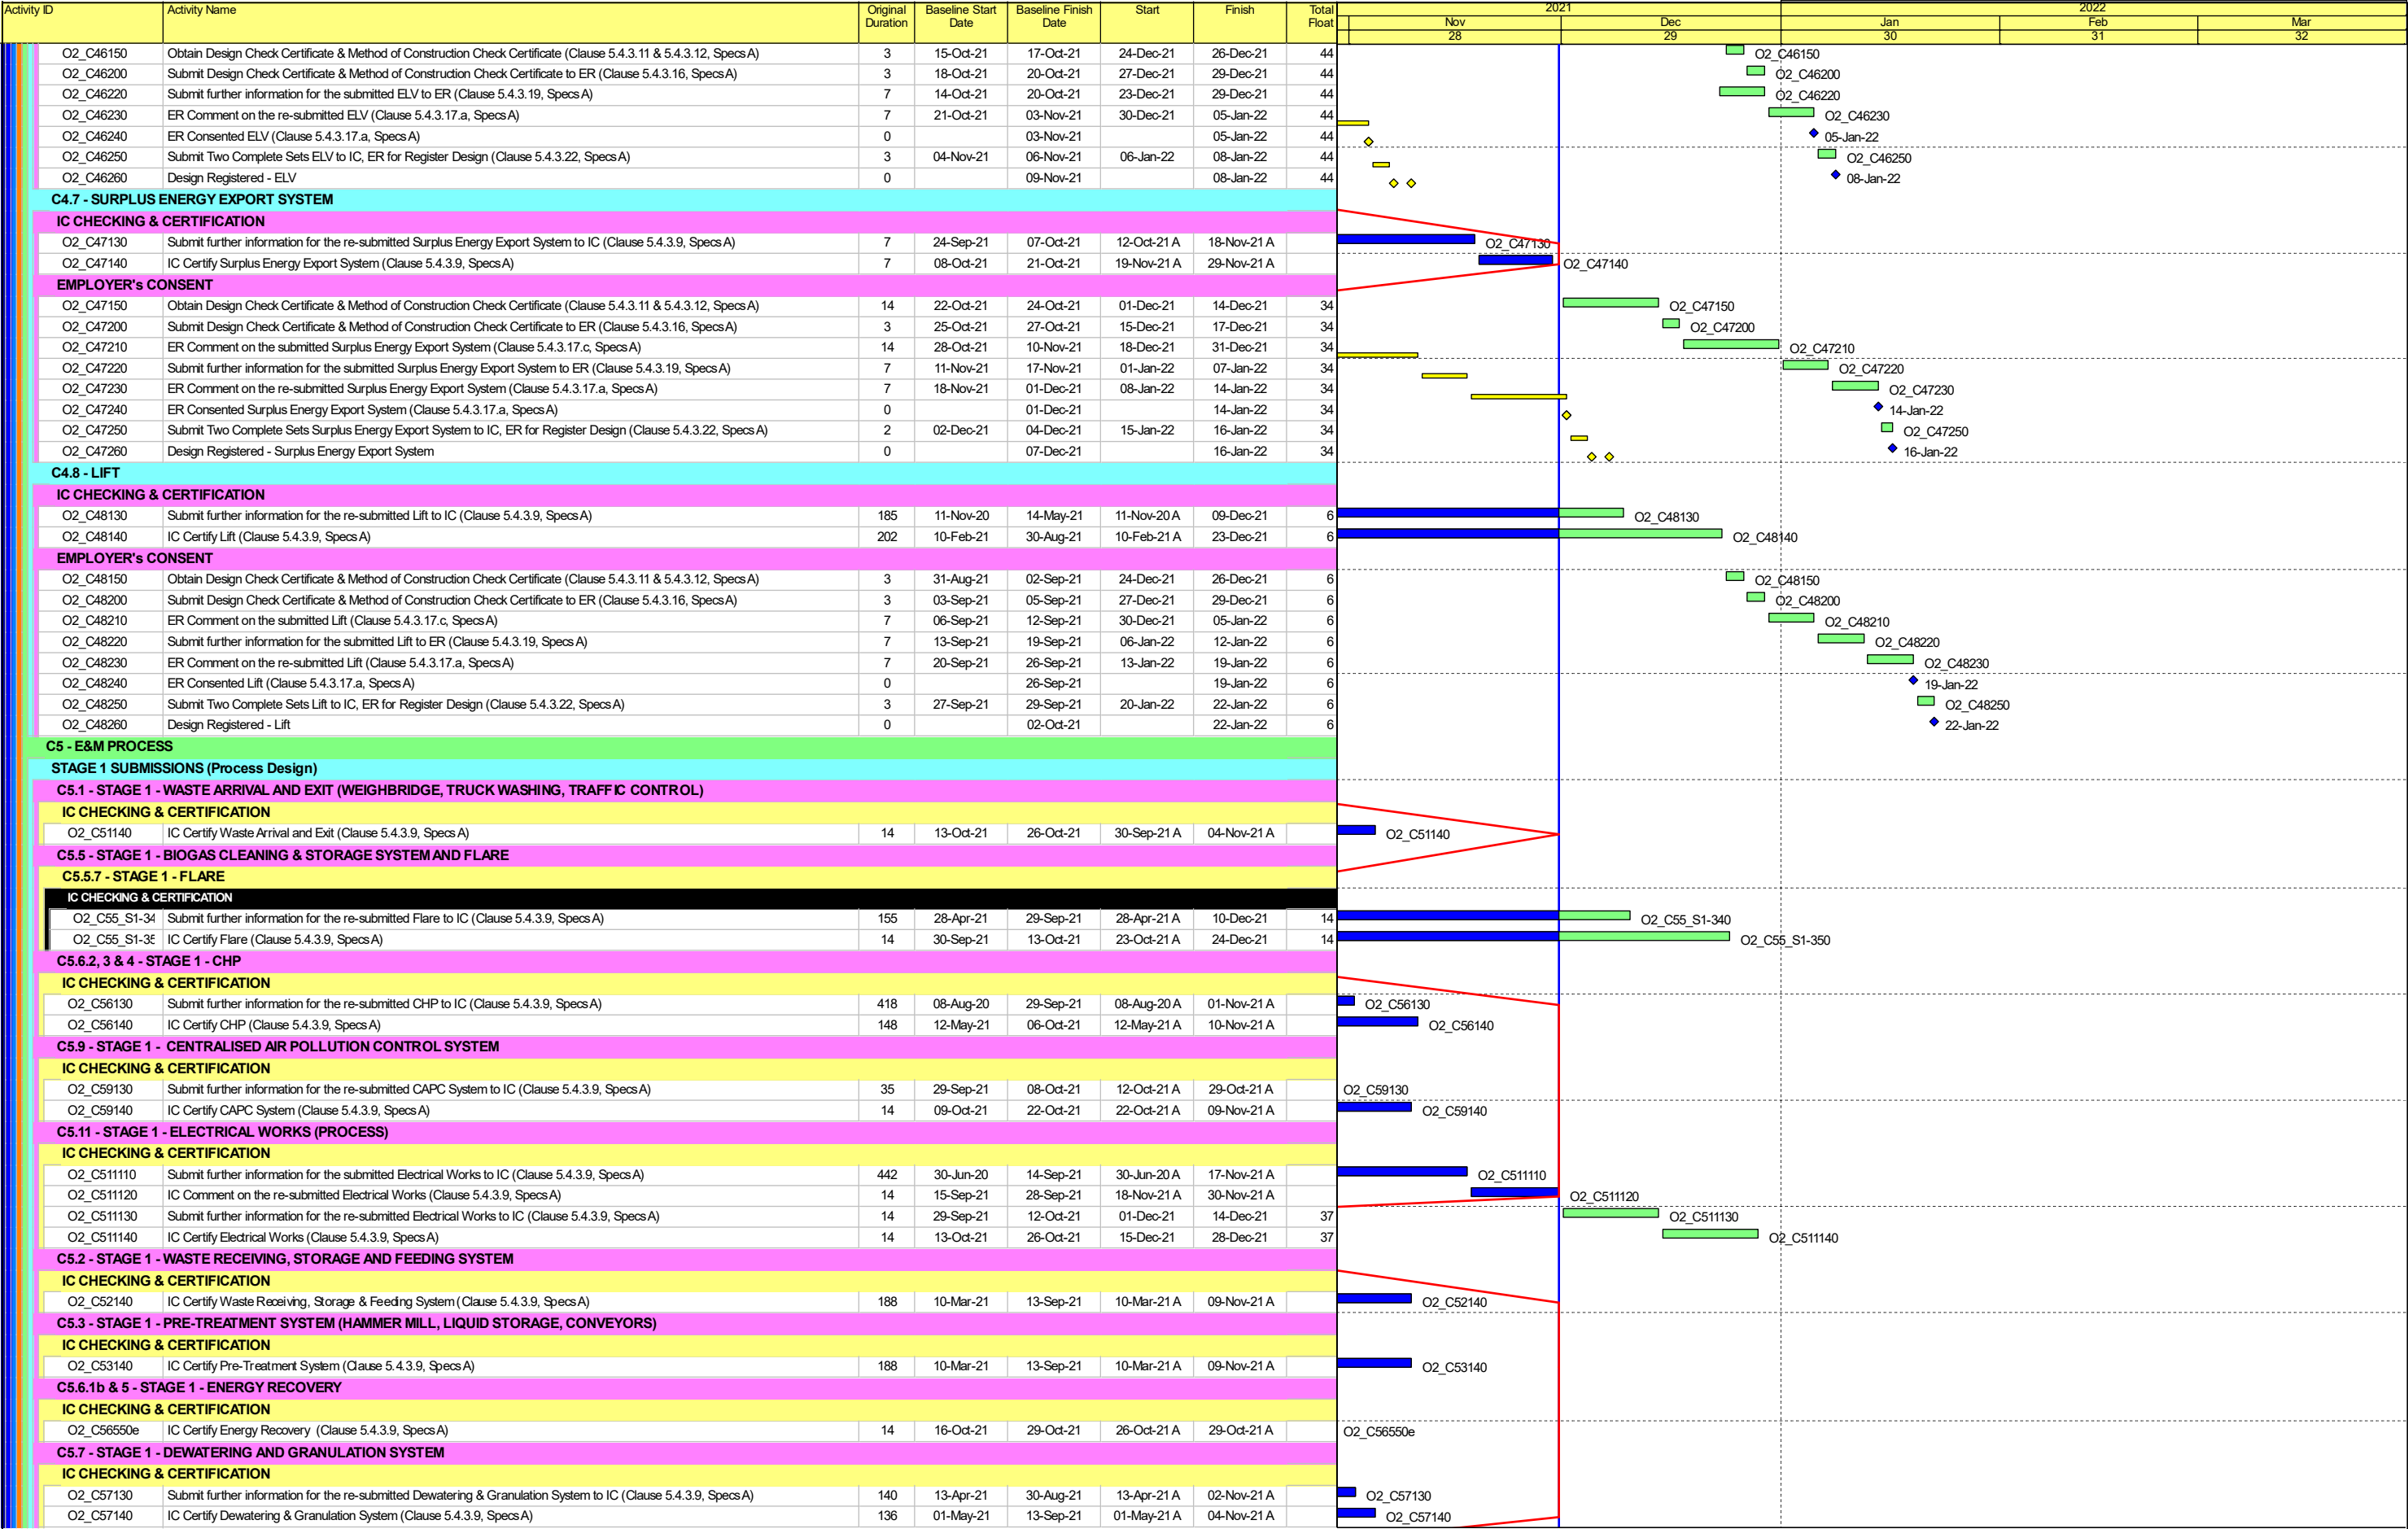 Activity ID Activity Name Original Duration Baseline Start Date Baseline Finish Date Start Finish Total Float 2021 2022
Nov Dec Jan Feb Mar
28 29 30 31 32
O2_C46150 Obtain Design Check Certificate & Method of Construction Check Certificate (Clause 5.4.3.11 & 5.4.3.12, Specs A) 3 15-Oct-21 17-Oct-21 24-Dec-21 26-Dec-21 44 O2_C46150
O2_C46200 Submit Design Check Certificate & Method of Construction Check Certificate to ER (Clause 5.4.3.16, Specs A) 3 18-Oct-21 20-Oct-21 27-Dec-21 29-Dec-21 44 O2_C46200
O2_C46220 Submit further information for the submitted ELV to ER (Clause 5.4.3.19, Specs A) 7 14-Oct-21 20-Oct-21 23-Dec-21 29-Dec-21 44 O2_C46220
O2_C46230 ER Comment on the re-submitted ELV (Clause 5.4.3.17.a, Specs A) 7 21-Oct-21 03-Nov-21 30-Dec-21 05-Jan-22 44 O2_C46230
O2_C46240 ER Consented ELV (Clause 5.4.3.17.a, Specs A) 0 03-Nov-21 05-Jan-22 44 05-Jan-22
O2_C46250 Submit Two Complete Sets ELV to IC, ER for Register Design (Clause 5.4.3.22, Specs A) 3 04-Nov-21 06-Nov-21 06-Jan-22 08-Jan-22 44 O2_C46250
O2_C46260 Design Registered - ELV 0 09-Nov-21 08-Jan-22 44 08-Jan-22
C4.7 - SURPLUS ENERGY EXPORT SYSTEM
IC CHECKING & CERTIFICATION
O2_C47130 Submit further information for the re-submitted Surplus Energy Export System to IC (Clause 5.4.3.9, Specs A) 7 24-Sep-21 07-Oct-21 12-Oct-21 A 18-Nov-21 A O2_C47130
O2_C47140 IC Certify Surplus Energy Export System (Clause 5.4.3.9, Specs A) 7 08-Oct-21 21-Oct-21 19-Nov-21 A 29-Nov-21 A O2_C47140
EMPLOYER's CONSENT
O2_C47150 Obtain Design Check Certificate & Method of Construction Check Certificate (Clause 5.4.3.11 & 5.4.3.12, Specs A) 14 22-Oct-21 24-Oct-21 01-Dec-21 14-Dec-21 34 O2_C47150
O2_C47200 Submit Design Check Certificate & Method of Construction Check Certificate to ER (Clause 5.4.3.16, Specs A) 3 25-Oct-21 27-Oct-21 15-Dec-21 17-Dec-21 34 O2_C47200
O2_C47210 ER Comment on the submitted Surplus Energy Export System (Clause 5.4.3.17.c, Specs A) 14 28-Oct-21 10-Nov-21 18-Dec-21 31-Dec-21 34 O2_C47210
O2_C47220 Submit further information for the submitted Surplus Energy Export System to ER (Clause 5.4.3.19, Specs A) 7 11-Nov-21 17-Nov-21 01-Jan-22 07-Jan-22 34 O2_C47220
O2_C47230 ER Comment on the re-submitted Surplus Energy Export System (Clause 5.4.3.17.a, Specs A) 7 18-Nov-21 01-Dec-21 08-Jan-22 14-Jan-22 34 O2_C47230
O2_C47240 ER Consented Surplus Energy Export System (Clause 5.4.3.17.a, Specs A) 0 01-Dec-21 14-Jan-22 34 14-Jan-22
O2_C47250 Submit Two Complete Sets Surplus Energy Export System to IC, ER for Register Design (Clause 5.4.3.22, Specs A) 2 02-Dec-21 04-Dec-21 15-Jan-22 16-Jan-22 34 O2_C47250
O2_C47260 Design Registered - Surplus Energy Export System 0 07-Dec-21 16-Jan-22 34 16-Jan-22
C4.8 - LIFT
IC CHECKING & CERTIFICATION
O2_C48130 Submit further information for the re-submitted Lift to IC (Clause 5.4.3.9, Specs A) 185 11-Nov-20 14-May-21 11-Nov-20 A 09-Dec-21 6 O2_C48130
O2_C48140 IC Certify Lift (Clause 5.4.3.9, Specs A) 202 10-Feb-21 30-Aug-21 10-Feb-21 A 23-Dec-21 6 O2_C48140
EMPLOYER's CONSENT
O2_C48150 Obtain Design Check Certificate & Method of Construction Check Certificate (Clause 5.4.3.11 & 5.4.3.12, Specs A) 3 31-Aug-21 02-Sep-21 24-Dec-21 26-Dec-21 6 O2_C48150
O2_C48200 Submit Design Check Certificate & Method of Construction Check Certificate to ER (Clause 5.4.3.16, Specs A) 3 03-Sep-21 05-Sep-21 27-Dec-21 29-Dec-21 6 O2_C48200
O2_C48210 ER Comment on the submitted Lift (Clause 5.4.3.17.c, Specs A) 7 06-Sep-21 12-Sep-21 30-Dec-21 05-Jan-22 6 O2_C48210
O2_C48220 Submit further information for the submitted Lift to ER (Clause 5.4.3.19, Specs A) 7 13-Sep-21 19-Sep-21 06-Jan-22 12-Jan-22 6 O2_C48220
O2_C48230 ER Comment on the re-submitted Lift (Clause 5.4.3.17.a, Specs A) 7 20-Sep-21 26-Sep-21 13-Jan-22 19-Jan-22 6 O2_C48230
O2_C48240 ER Consented Lift (Clause 5.4.3.17.a, Specs A) 0 26-Sep-21 19-Jan-22 6 19-Jan-22
O2_C48250 Submit Two Complete Sets Lift to IC, ER for Register Design (Clause 5.4.3.22, Specs A) 3 27-Sep-21 29-Sep-21 20-Jan-22 22-Jan-22 6 O2_C48250
O2_C48260 Design Registered - Lift 0 02-Oct-21 22-Jan-22 6 22-Jan-22
C5 - E&M PROCESS
STAGE 1 SUBMISSIONS (Process Design)
C5.1 - STAGE 1 - WASTE ARRIVAL AND EXIT (WEIGHBRIDGE, TRUCK WASHING, TRAFFIC CONTROL)
IC CHECKING & CERTIFICATION
O2_C51140 IC Certify Waste Arrival and Exit (Clause 5.4.3.9, Specs A) 14 13-Oct-21 26-Oct-21 30-Sep-21 A 04-Nov-21 A O2_C51140
C5.5 - STAGE 1 - BIOGAS CLEANING & STORAGE SYSTEM AND FLARE
C5.5.7 - STAGE 1 - FLARE
IC CHECKING & CERTIFICATION
O2_C55_S1-34 Submit further information for the re-submitted Flare to IC (Clause 5.4.3.9, Specs A) 155 28-Apr-21 29-Sep-21 28-Apr-21 A 10-Dec-21 14 O2_C55_S1-340
O2_C55_S1-35 IC Certify Flare (Clause 5.4.3.9, Specs A) 14 30-Sep-21 13-Oct-21 23-Oct-21 A 24-Dec-21 14 O2_C55_S1-350
C5.6.2, 3 & 4 - STAGE 1 - CHP
IC CHECKING & CERTIFICATION
O2_C56130 Submit further information for the re-submitted CHP to IC (Clause 5.4.3.9, Specs A) 418 08-Aug-20 29-Sep-21 08-Aug-20 A 01-Nov-21 A O2_C56130
O2_C56140 IC Certify CHP (Clause 5.4.3.9, Specs A) 148 12-May-21 06-Oct-21 12-May-21 A 10-Nov-21 A O2_C56140
C5.9 - STAGE 1 - CENTRALISED AIR POLLUTION CONTROL SYSTEM
IC CHECKING & CERTIFICATION
O2_C59130 Submit further information for the re-submitted CAPC System to IC (Clause 5.4.3.9, Specs A) 35 29-Sep-21 08-Oct-21 12-Oct-21 A 29-Oct-21 A O2_C59130
O2_C59140 IC Certify CAPC System (Clause 5.4.3.9, Specs A) 14 09-Oct-21 22-Oct-21 22-Oct-21 A 09-Nov-21 A O2_C59140
C5.11 - STAGE 1 - ELECTRICAL WORKS (PROCESS)
IC CHECKING & CERTIFICATION
O2_C511110 Submit further information for the submitted Electrical Works to IC (Clause 5.4.3.9, Specs A) 442 30-Jun-20 14-Sep-21 30-Jun-20 A 17-Nov-21 A O2_C511110
O2_C511120 IC Comment on the re-submitted Electrical Works (Clause 5.4.3.9, Specs A) 14 15-Sep-21 28-Sep-21 18-Nov-21 A 30-Nov-21 A O2_C511120
O2_C511130 Submit further information for the re-submitted Electrical Works to IC (Clause 5.4.3.9, Specs A) 14 29-Sep-21 12-Oct-21 01-Dec-21 14-Dec-21 37 O2_C511130
O2_C511140 IC Certify Electrical Works (Clause 5.4.3.9, Specs A) 14 13-Oct-21 26-Oct-21 15-Dec-21 28-Dec-21 37 O2_C511140
C5.2 - STAGE 1 - WASTE RECEIVING, STORAGE AND FEEDING SYSTEM
IC CHECKING & CERTIFICATION
O2_C52140 IC Certify Waste Receiving, Storage & Feeding System (Clause 5.4.3.9, Specs A) 188 10-Mar-21 13-Sep-21 10-Mar-21 A 09-Nov-21 A O2_C52140
C5.3 - STAGE 1 - PRE-TREATMENT SYSTEM (HAMMER MILL, LIQUID STORAGE, CONVEYORS)
IC CHECKING & CERTIFICATION
O2_C53140 IC Certify Pre-Treatment System (Clause 5.4.3.9, Specs A) 188 10-Mar-21 13-Sep-21 10-Mar-21 A 09-Nov-21 A O2_C53140
C5.6.1b & 5 - STAGE 1 - ENERGY RECOVERY
IC CHECKING & CERTIFICATION
O2_C56550e IC Certify Energy Recovery (Clause 5.4.3.9, Specs A) 14 16-Oct-21 29-Oct-21 26-Oct-21 A 29-Oct-21 A O2_C56550e
C5.7 - STAGE 1 - DEWATERING AND GRANULATION SYSTEM
IC CHECKING & CERTIFICATION
O2_C57130 Submit further information for the re-submitted Dewatering & Granulation System to IC (Clause 5.4.3.9, Specs A) 140 13-Apr-21 30-Aug-21 13-Apr-21 A 02-Nov-21 A O2_C57130
O2_C57140 IC Certify Dewatering & Granulation System (Clause 5.4.3.9, Specs A) 136 01-May-21 13-Sep-21 01-May-21 A 04-Nov-21 A O2_C57140